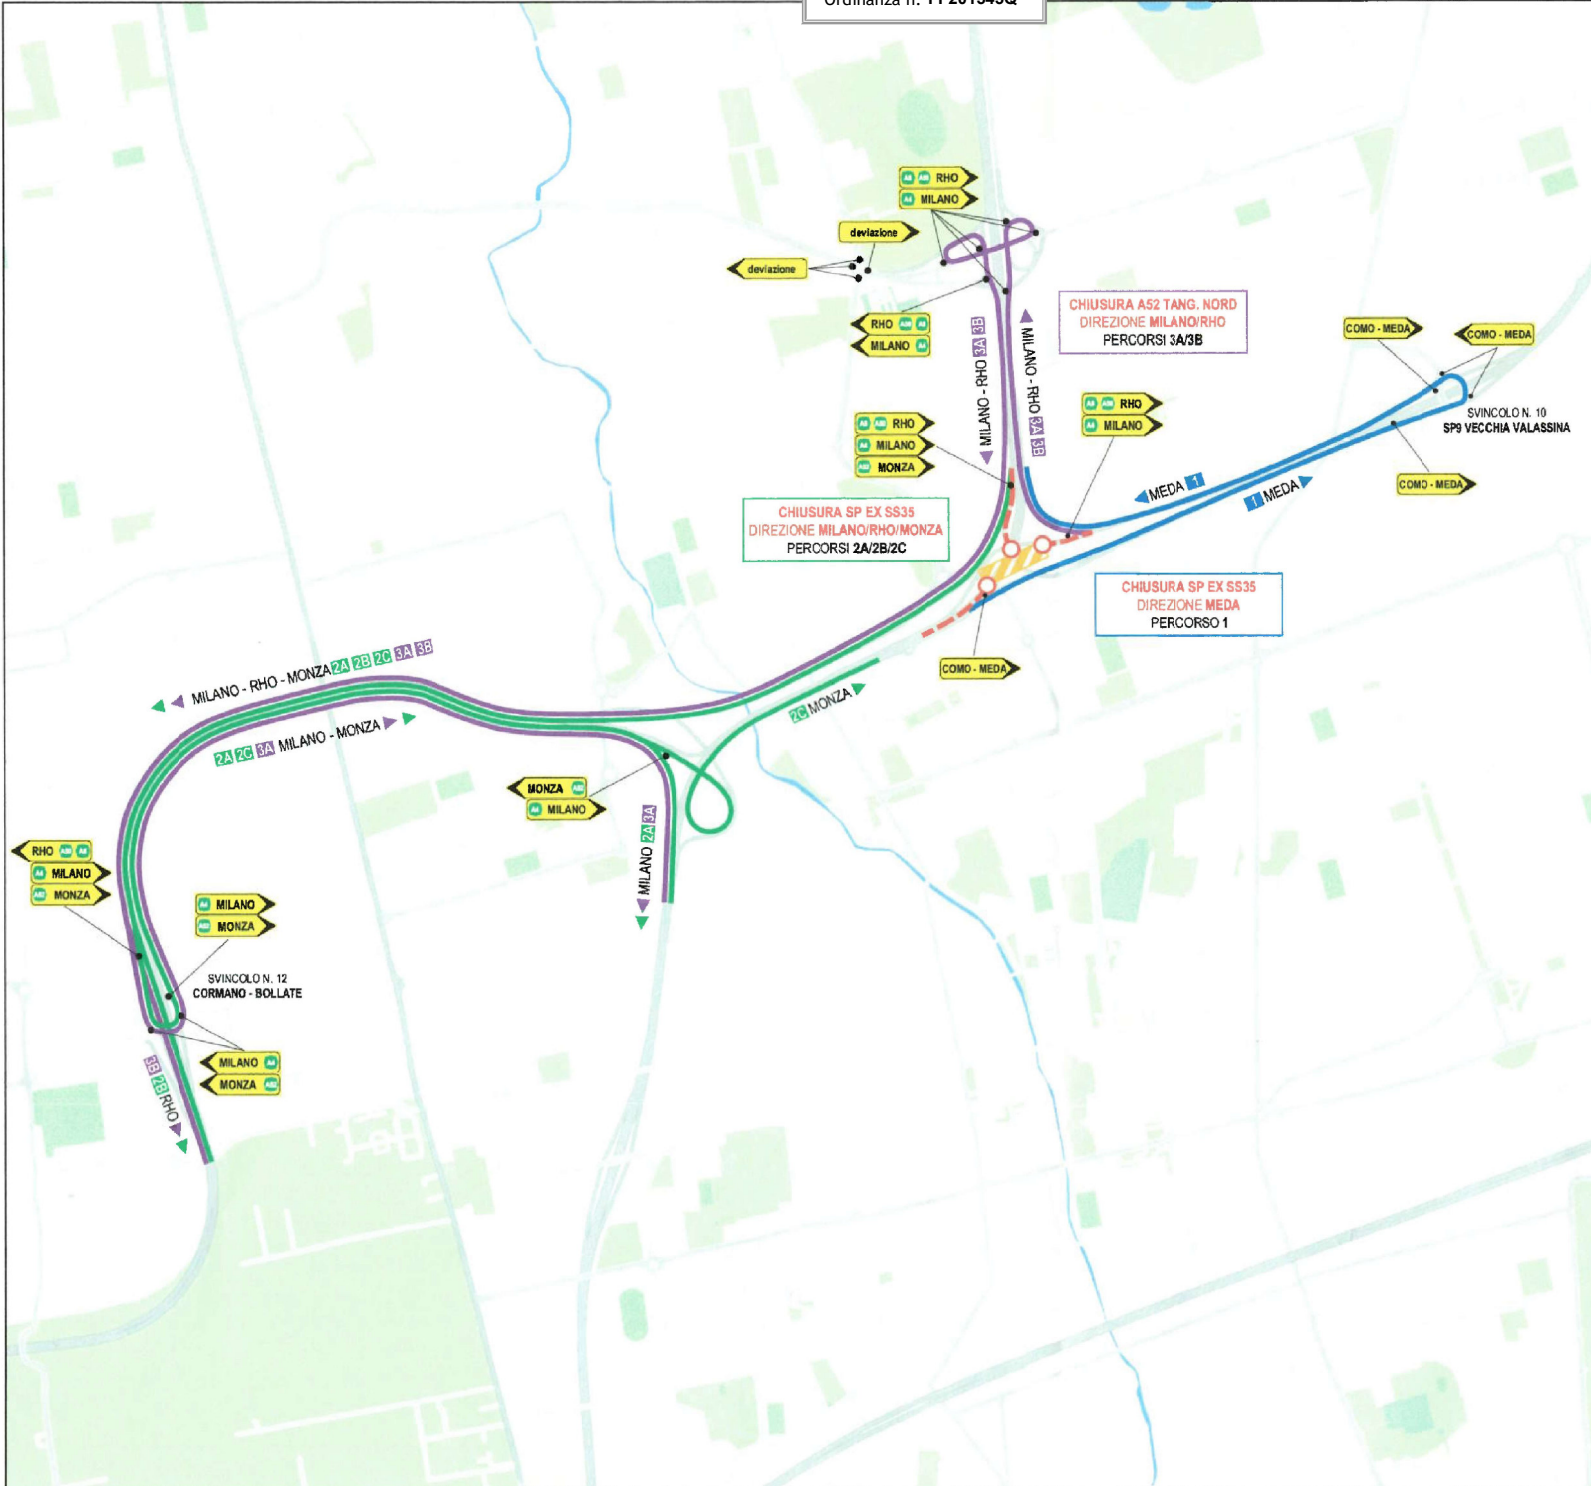 Ordinanza n.
RHO
MILANO
deviazione
deviazione
RHO
MILANO
CHIUSURA A52 TANG. NORD
DIREZIONE MILANO/RHO
PERCORSI 3A/3B
MILANO - RHO 3A 3B
MILANO - RHO 3A 3B
COMO - MEDA
COMO - MEDA
SVINCOLO N. 10
SP9 VECCHIA VALASSINA
RHO
MILANO
RHO
MILANO
MONZA
COMO - MEDA
MEDA 1
1 MEDA
CHIUSURA SP EX SS35
DIREZIONE MILANO/RHO/MONZA
PERCORSI 2A/2B/2C
CHIUSURA SP EX SS35
DIREZIONE MEDA
PERCORSO 1
COMO - MEDA
MILANO - RHO - MONZA 2A 2B 2C 3A 3B
2C MONZA
2A 2C 3A MILANO - MONZA
MONZA
MILANO
MILANO 2A 3A
RHO
MILANO
MONZA
MILANO
MONZA
SVINCOLO N. 12
CORMANO - BOLLATE
MILANO
MONZA
3B 2B RHO